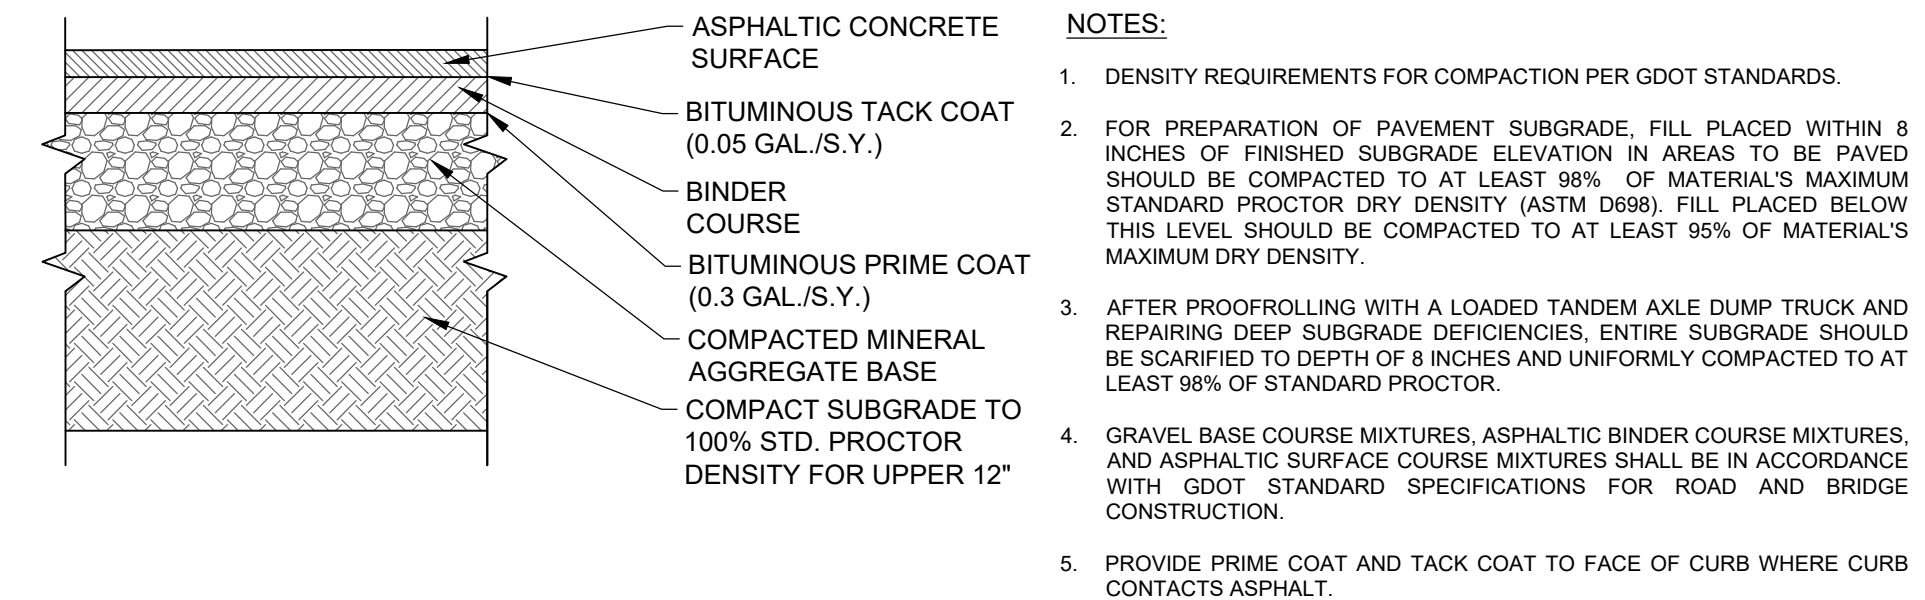 ASPHALTIC CONCRETE
SURFACE
BITUMINOUS TACK COAT
(0.05 GAL./S.Y.)
BINDER
COURSE
BITUMINOUS PRIME COAT
(0.3 GAL./S.Y.)
COMPACTED MINERAL
AGGREGATE BASE
COMPACT SUBGRADE TO
100% STD. PROCTOR
DENSITY FOR UPPER 12"
NOTES:
1. DENSITY REQUIREMENTS FOR COMPACTION PER GDOT STANDARDS.
2. FOR PREPARATION OF PAVEMENT SUBGRADE, FILL PLACED WITHIN 8
INCHES OF FINISHED SUBGRADE ELEVATION IN AREAS TO BE PAVED
SHOULD BE COMPACTED TO AT LEAST 98% OF MATERIAL'S MAXIMUM
STANDARD PROCTOR DRY DENSITY (ASTM D698). FILL PLACED BELOW
THIS LEVEL SHOULD BE COMPACTED TO AT LEAST 95% OF MATERIAL'S
MAXIMUM DRY DENSITY.
3. AFTER PROOFROLLING WITH A LOADED TANDEM AXLE DUMP TRUCK AND
REPAIRING DEEP SUBGRADE DEFICIENCIES, ENTIRE SUBGRADE SHOULD
BE SCARIFIED TO DEPTH OF 8 INCHES AND UNIFORMLY COMPACTED TO AT
LEAST 98% OF STANDARD PROCTOR.
4. GRAVEL BASE COURSE MIXTURES, ASPHALTIC BINDER COURSE MIXTURES,
AND ASPHALTIC SURFACE COURSE MIXTURES SHALL BE IN ACCORDANCE
WITH GDOT STANDARD SPECIFICATIONS FOR ROAD AND BRIDGE
CONSTRUCTION.
5. PROVIDE PRIME COAT AND TACK COAT TO FACE OF CURB WHERE CURB
CONTACTS ASPHALT.